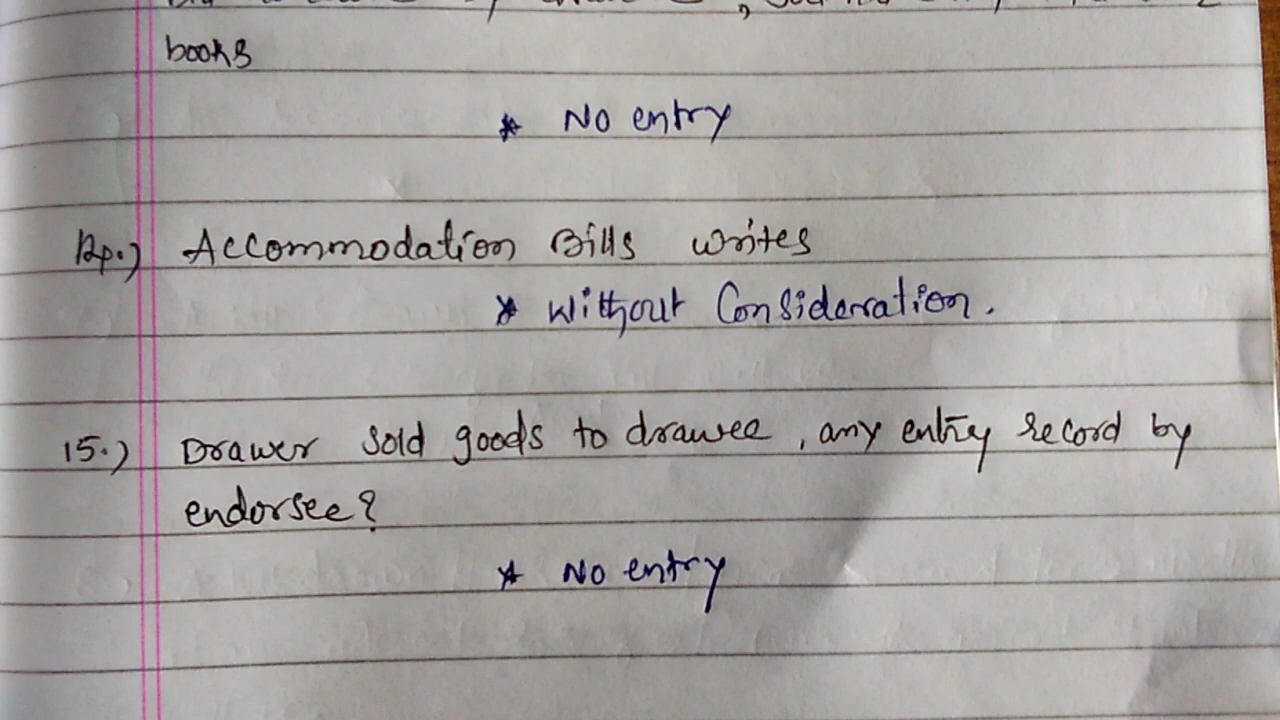 books
* No entry
Accommodation Bills writes
* Without Consideration.
15.) Drawer sold goods to drawee, any entry record by
endorsee?
* No entry